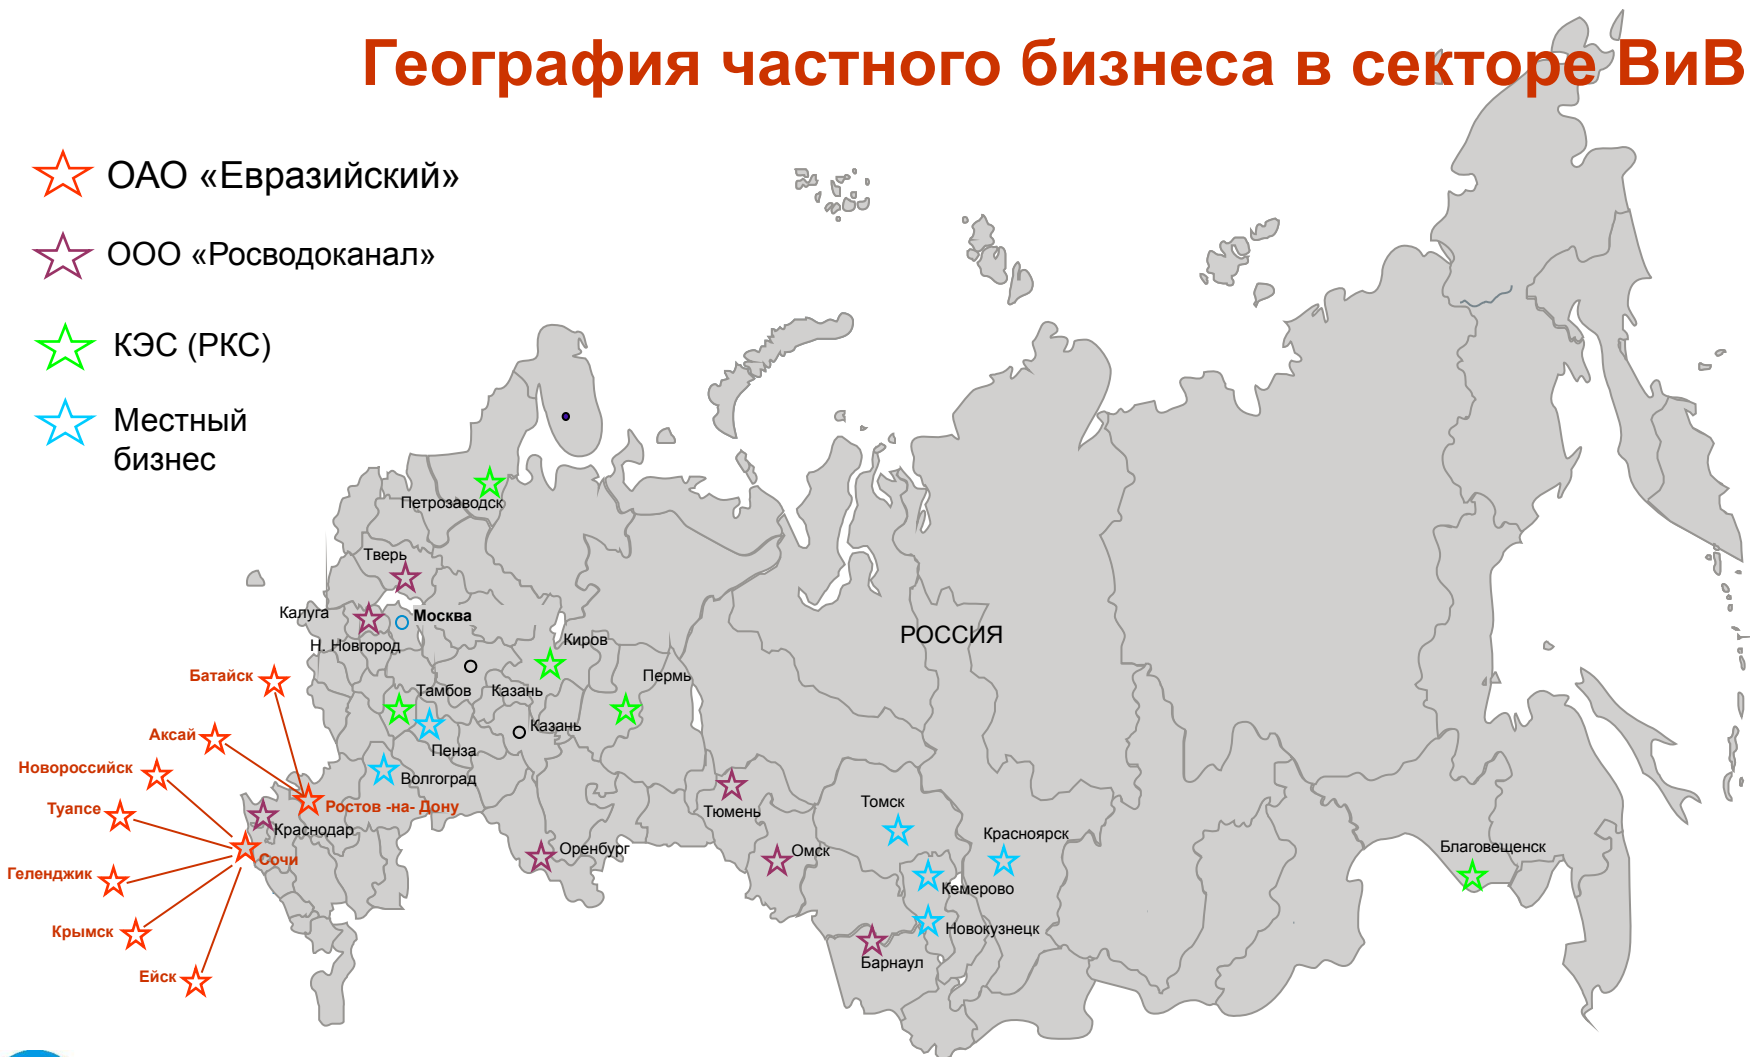 География частного бизнеса в секторе ВиВ
ОАО «Евразийский»
ООО «Росводоканал»
КЭС (РКС)
Местный
бизнес
Петрозаводск
Тверь
Калуга
Москва
Н. Новгород
Киров
РОССИЯ
Батайск
Тамбов
Казань
Пермь
Аксай
Казань
Пенза
Новороссийск
Волгоград
Туапсе
Ростов -на- Дону
Тюмень
Томск
Краснодар
Красноярск
Сочи
Оренбург
Омск
Благовещенск
Геленджик
Кемерово
Крымск
Новокузнецк
Барнаул
Ейск